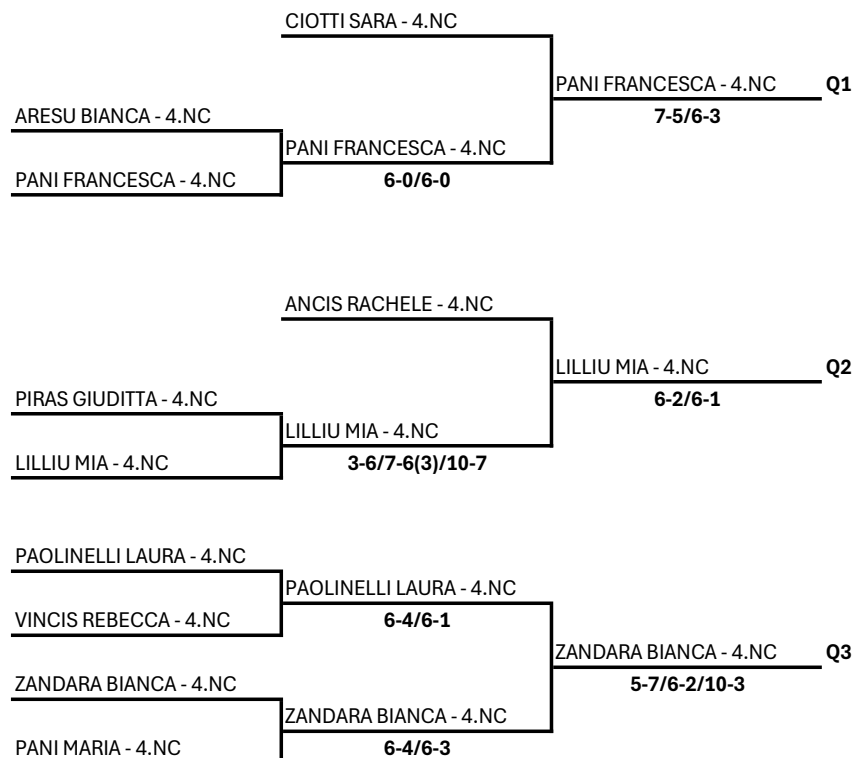 CIOTTI SARA - 4.NC
PANI FRANCESCA - 4.NC Q1
ARESU BIANCA - 4.NC 7-5/6-3
PANI FRANCESCA - 4.NC
PANI FRANCESCA - 4.NC 6-0/6-0
ANCIS RACHELE - 4.NC
LILLIU MIA - 4.NC Q2
PIRAS GIUDITTA - 4.NC 6-2/6-1
LILLIU MIA - 4.NC
LILLIU MIA - 4.NC 3-6/7-6(3)/10-7
PAOLINELLI LAURA - 4.NC
PAOLINELLI LAURA - 4.NC
VINCIS REBECCA - 4.NC 6-4/6-1
ZANDARA BIANCA - 4.NC Q3
ZANDARA BIANCA - 4.NC 5-7/6-2/10-3
ZANDARA BIANCA - 4.NC
PANI MARIA - 4.NC 6-4/6-3